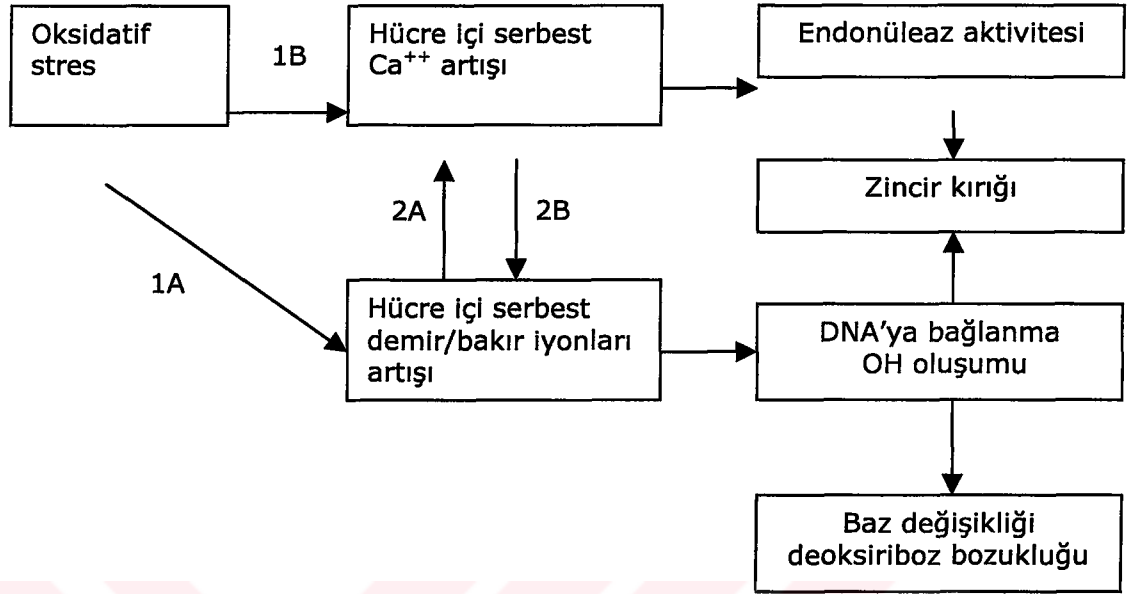 Oksidatif
stres
1B
Hücre içi serbest
Ca⁺⁺ artışı
Endonüleaz aktivitesi
Zincir kırığı
2A
2B
1A
Hücre içi serbest
demir/bakır iyonları
artışı
DNA'ya bağlanma
OH oluşumu
Baz değişikliği
deoksiriboz bozukluğu